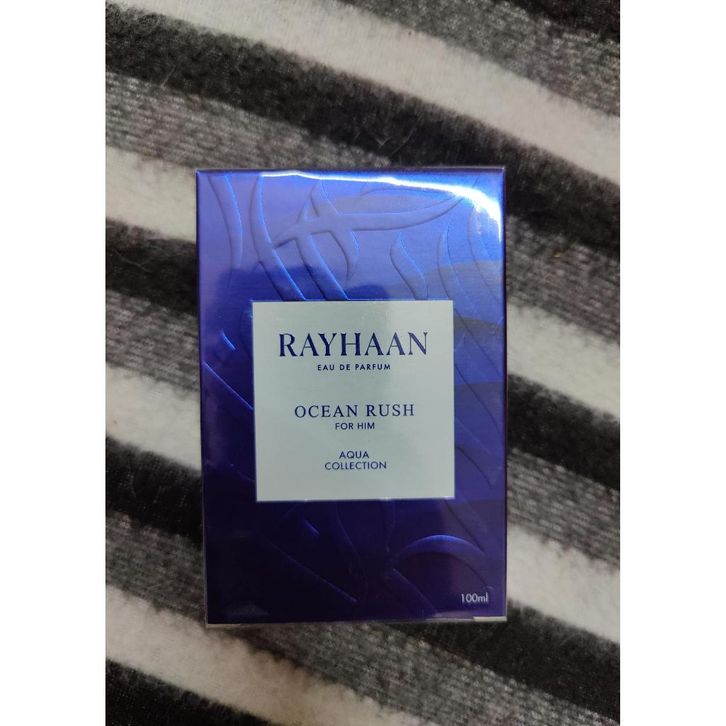 RAYHAAN
EAU DE PARFUM
OCEAN RUSH
FOR HIM
AQUA
COLLECTION
100ml